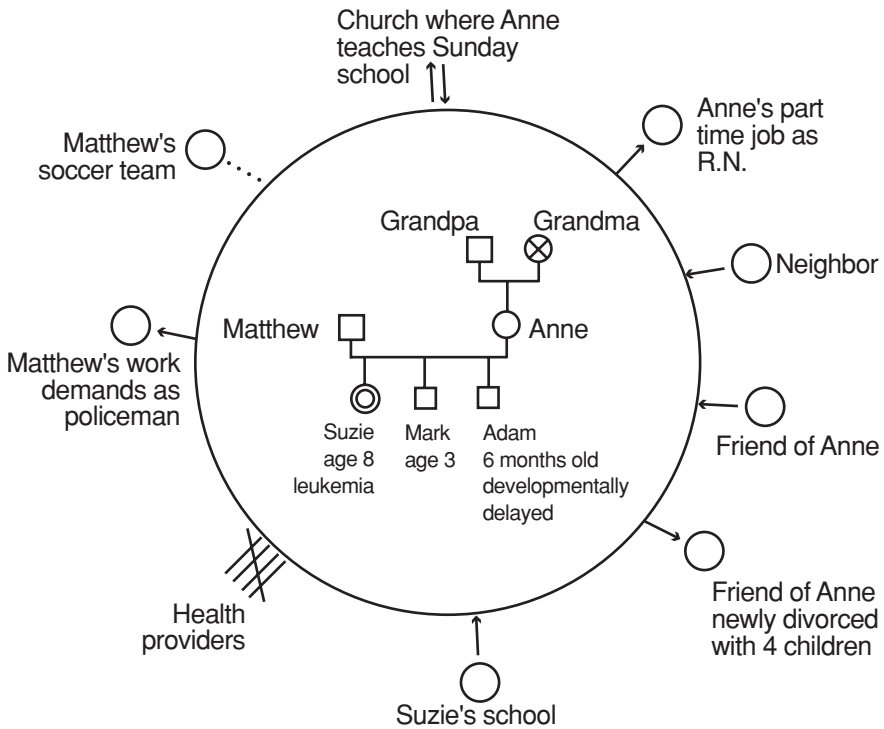 Church where Anne
teaches Sunday
school
Anne's part
time job as
R.N.
Matthew's
soccer team
Grandpa
Grandma
Neighbor
Matthew
Anne
Matthew's work
demands as
policeman
Suzie
age 8
leukemia
Mark
age 3
Adam
6 months old
developmentally
delayed
Friend of Anne
Friend of Anne
newly divorced
with 4 children
Health
providers
Suzie's school